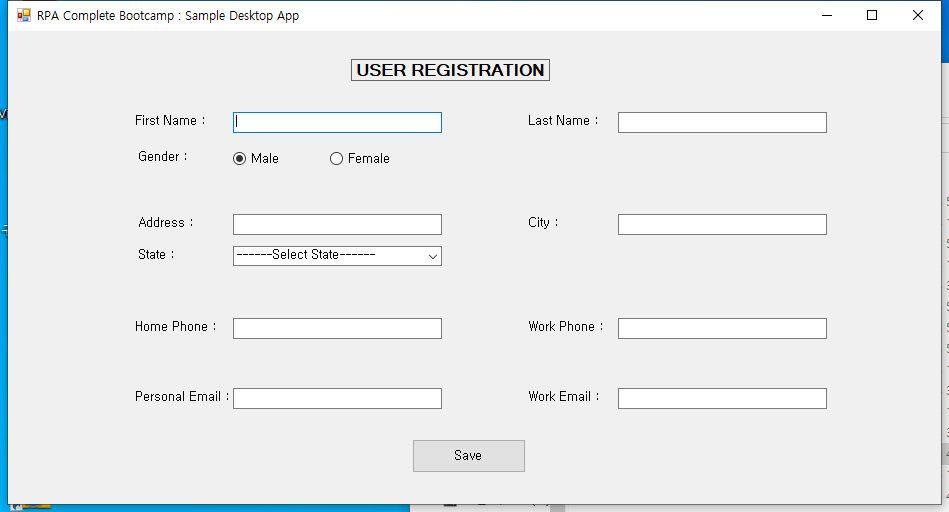 RPA Complete Bootcamp : Sample Desktop App
USER REGISTRATION
First Name : Last Name :
Gender : Male Female
Address : City :
State : ------Select State------
Home Phone : Work Phone :
Personal Email : Work Email :
Save